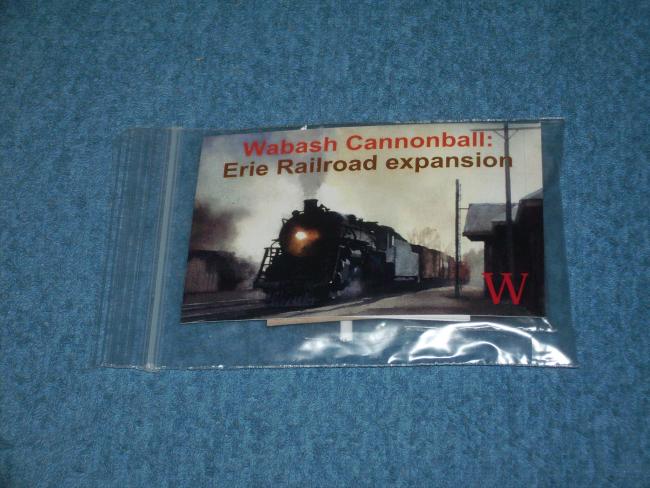 Wabash Cannonball:
Erie Railroad expansion
W